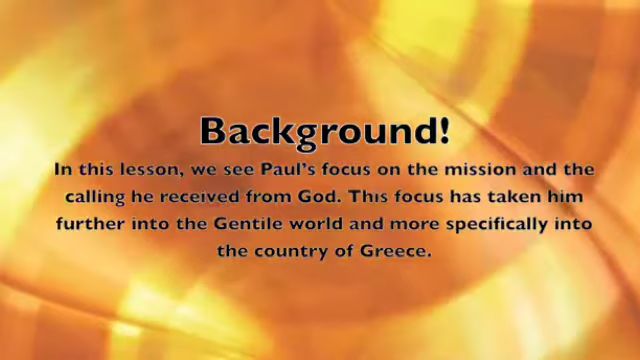 Background!
In this lesson, we see Paul's focus on the mission and the
calling he received from God. This focus has taken him
further into the Gentile world and more specifically into
the country of Greece.